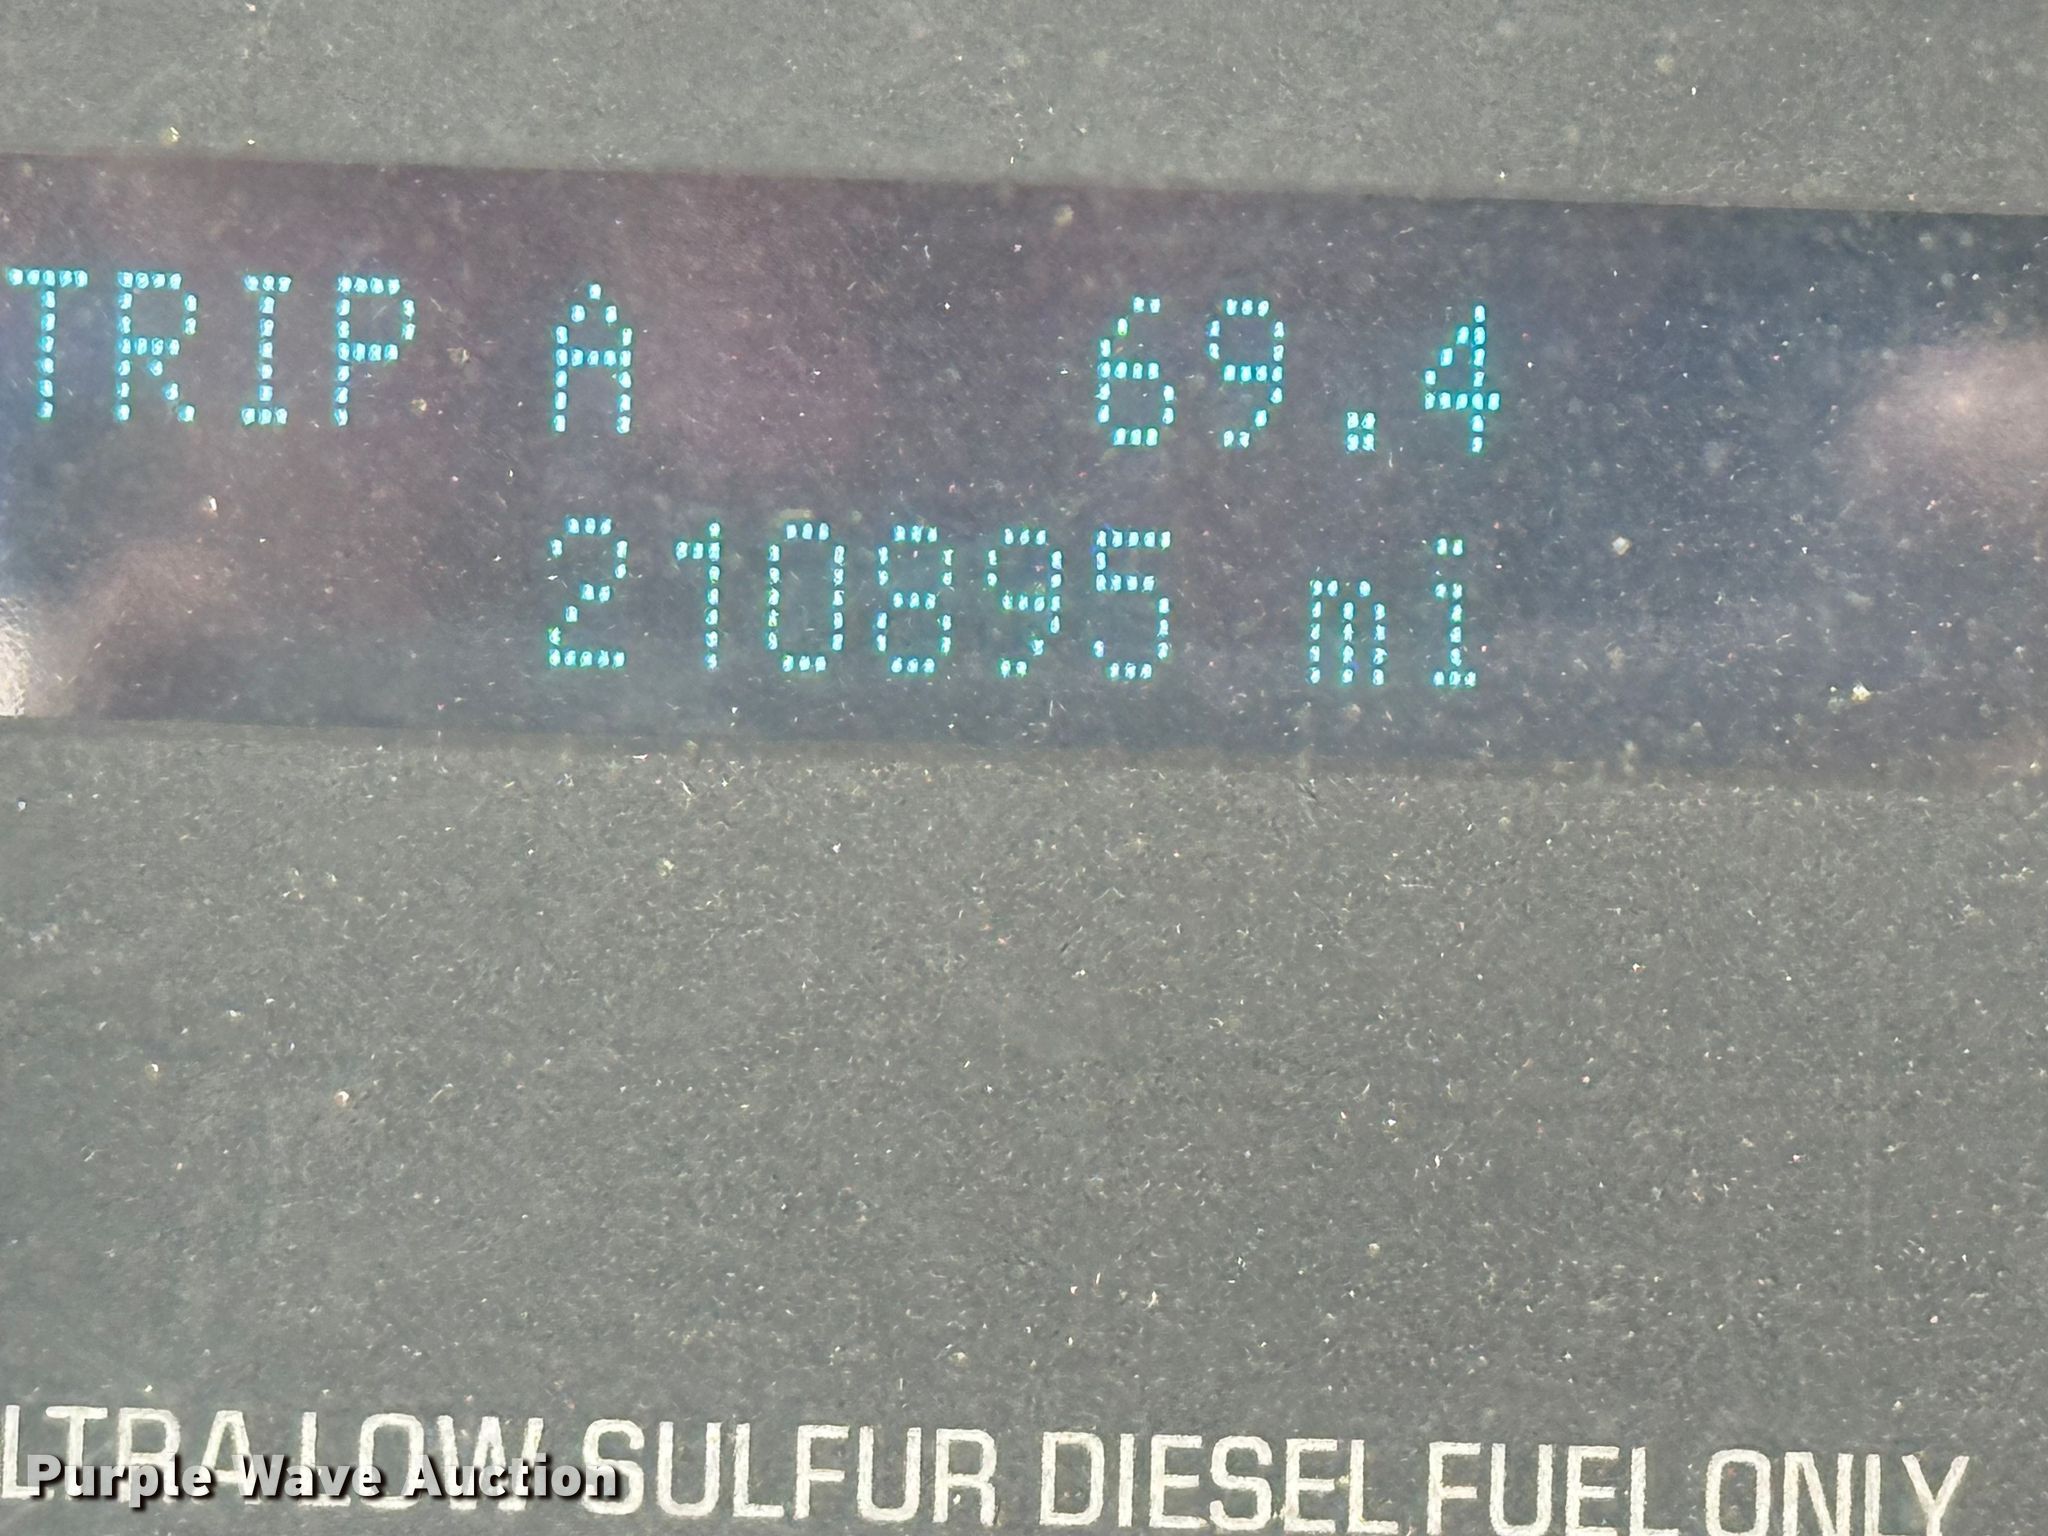 TRIP A 69.4
210895 mi
LTRA LOW SULFUR DIESEL FUEL ONLY
Purple Wave Auction